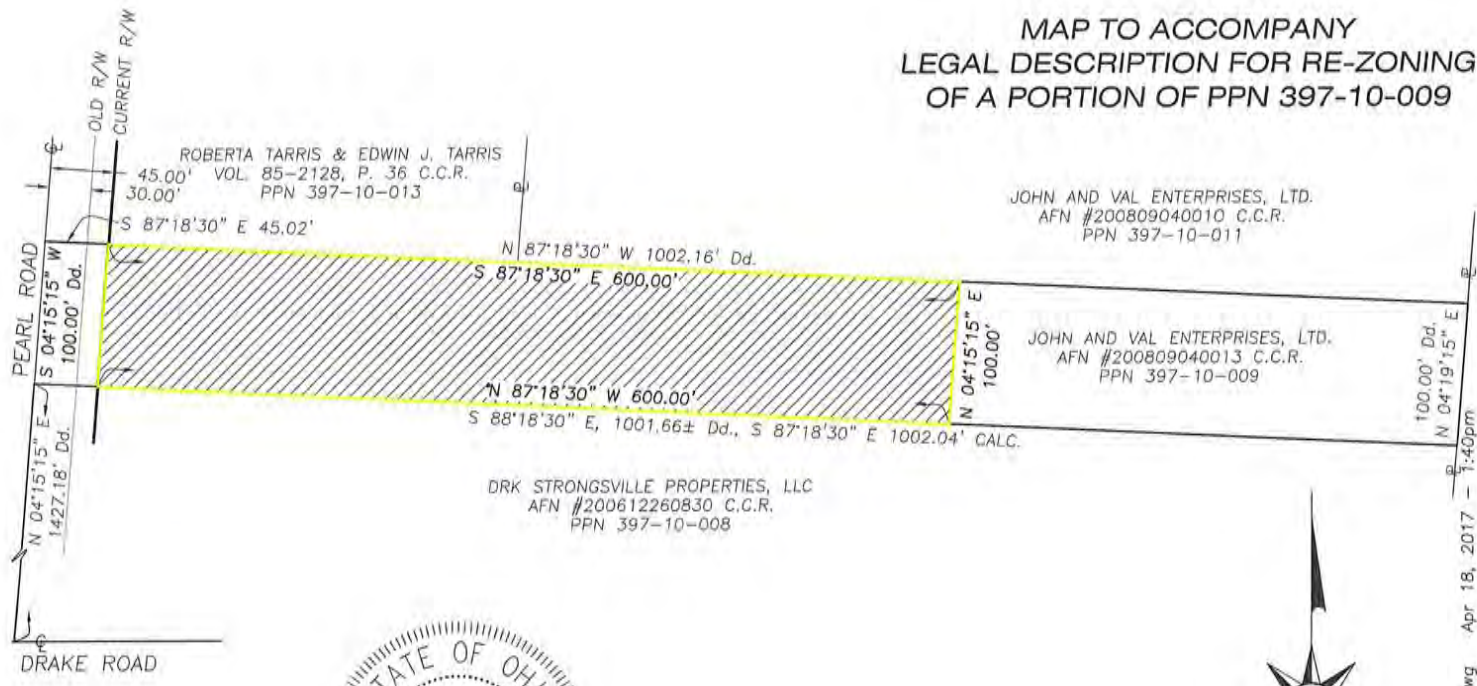 MAP TO ACCOMPANY
LEGAL DESCRIPTION FOR RE-ZONING
OF A PORTION OF PPN 397-10-009
OLD R/W
CURRENT R/W
ROBERTA TARRIS & EDWIN J. TARRIS
VOL. 85-2128, P. 36 C.C.R.
PPN 397-10-013
45.00'
30.00'
S 87°18'30" E 45.02'
JOHN AND VAL ENTERPRISES, LTD.
AFN #200809040010 C.C.R.
PPN 397-10-011
N 87°18'30" W 1002.16' Dd.
S 87°18'30" E 600.00'
PEARL ROAD
S 04°15'15" W
100.00' Dd.
N 04°15'15" E
100.00'
JOHN AND VAL ENTERPRISES, LTD.
AFN #200809040013 C.C.R.
PPN 397-10-009
100.00' Dd.
N 04°19'15" E
N 87°18'30" W 600.00'
S 88°18'30" E, 1001.66± Dd., S 87°18'30" E 1002.04' CALC.
N 04°15'15" E
1427.18' Dd.
DRK STRONGSVILLE PROPERTIES, LLC
AFN #200612260830 C.C.R.
PPN 397-10-008
DRAKE ROAD
STATE OF OH
wg Apr 18, 2017 - 1:40pm